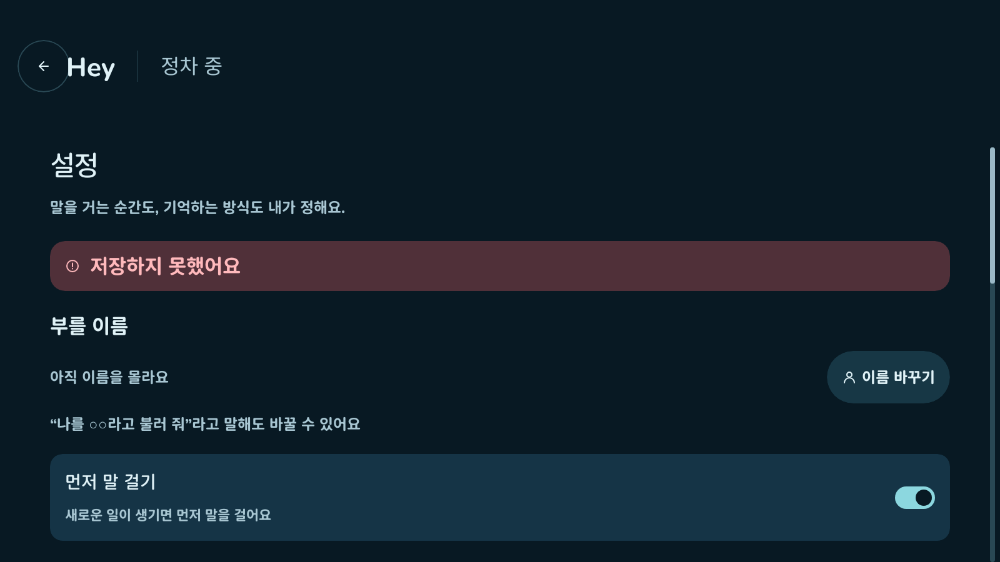 Hey
정차 중
설정
말을 거는 순간도, 기억하는 방식도 내가 정해요.
저장하지 못했어요
부를 이름
아직 이름을 몰라요
이름 바꾸기
“나를 ○○라고 불러 줘”라고 말해도 바꿀 수 있어요
먼저 말 걸기
새로운 일이 생기면 먼저 말을 걸어요